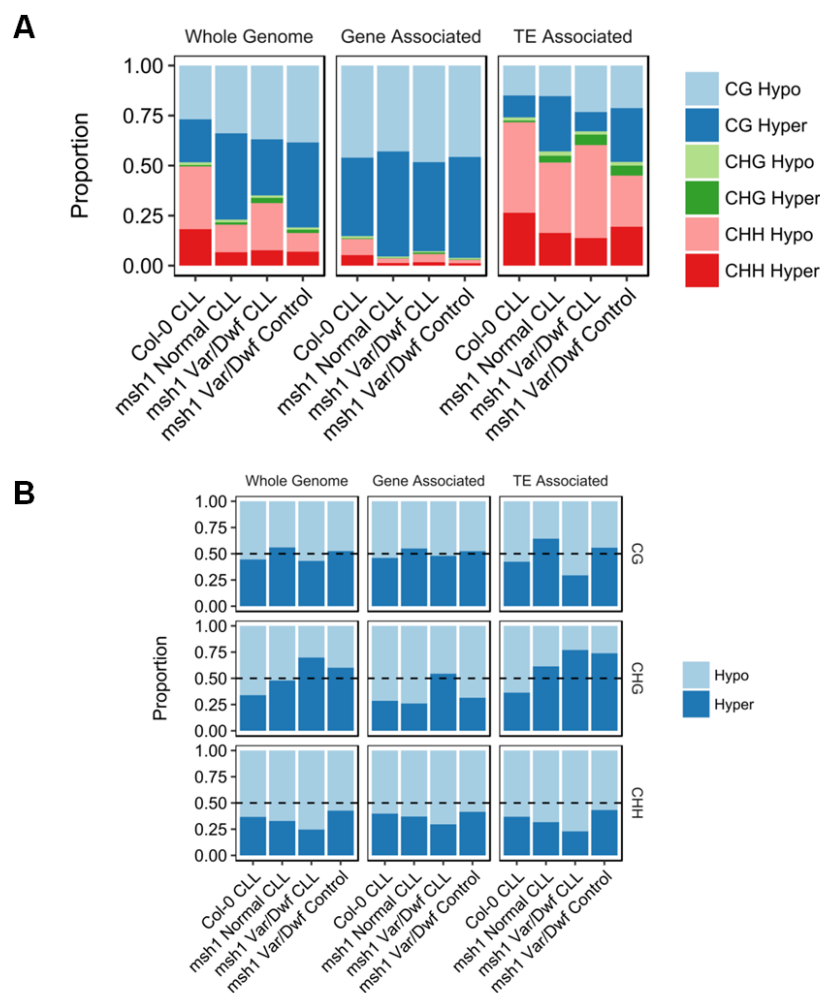 A
Whole Genome Gene Associated TE Associated
Proportion
1.00
0.75
0.50
0.25
0.00
CG Hypo
CG Hyper
CHG Hypo
CHG Hyper
CHH Hypo
CHH Hyper
Col-0 CLL
msh1 Normal CLL
msh1 Var/Dwf CLL
msh1 Var/Dwf Control
Col-0 CLL
msh1 Normal CLL
msh1 Var/Dwf CLL
msh1 Var/Dwf Control
Col-0 CLL
msh1 Normal CLL
msh1 Var/Dwf CLL
msh1 Var/Dwf Control
B
Whole Genome Gene Associated TE Associated
Proportion
1.00
0.75
0.50
0.25
0.00
CG
1.00
0.75
0.50
0.25
0.00
CHG
1.00
0.75
0.50
0.25
0.00
CHH
Hypo
Hyper
Col-0 CLL
msh1 Normal CLL
msh1 Var/Dwf CLL
msh1 Var/Dwf Control
Col-0 CLL
msh1 Normal CLL
msh1 Var/Dwf CLL
msh1 Var/Dwf Control
Col-0 CLL
msh1 Normal CLL
msh1 Var/Dwf CLL
msh1 Var/Dwf Control